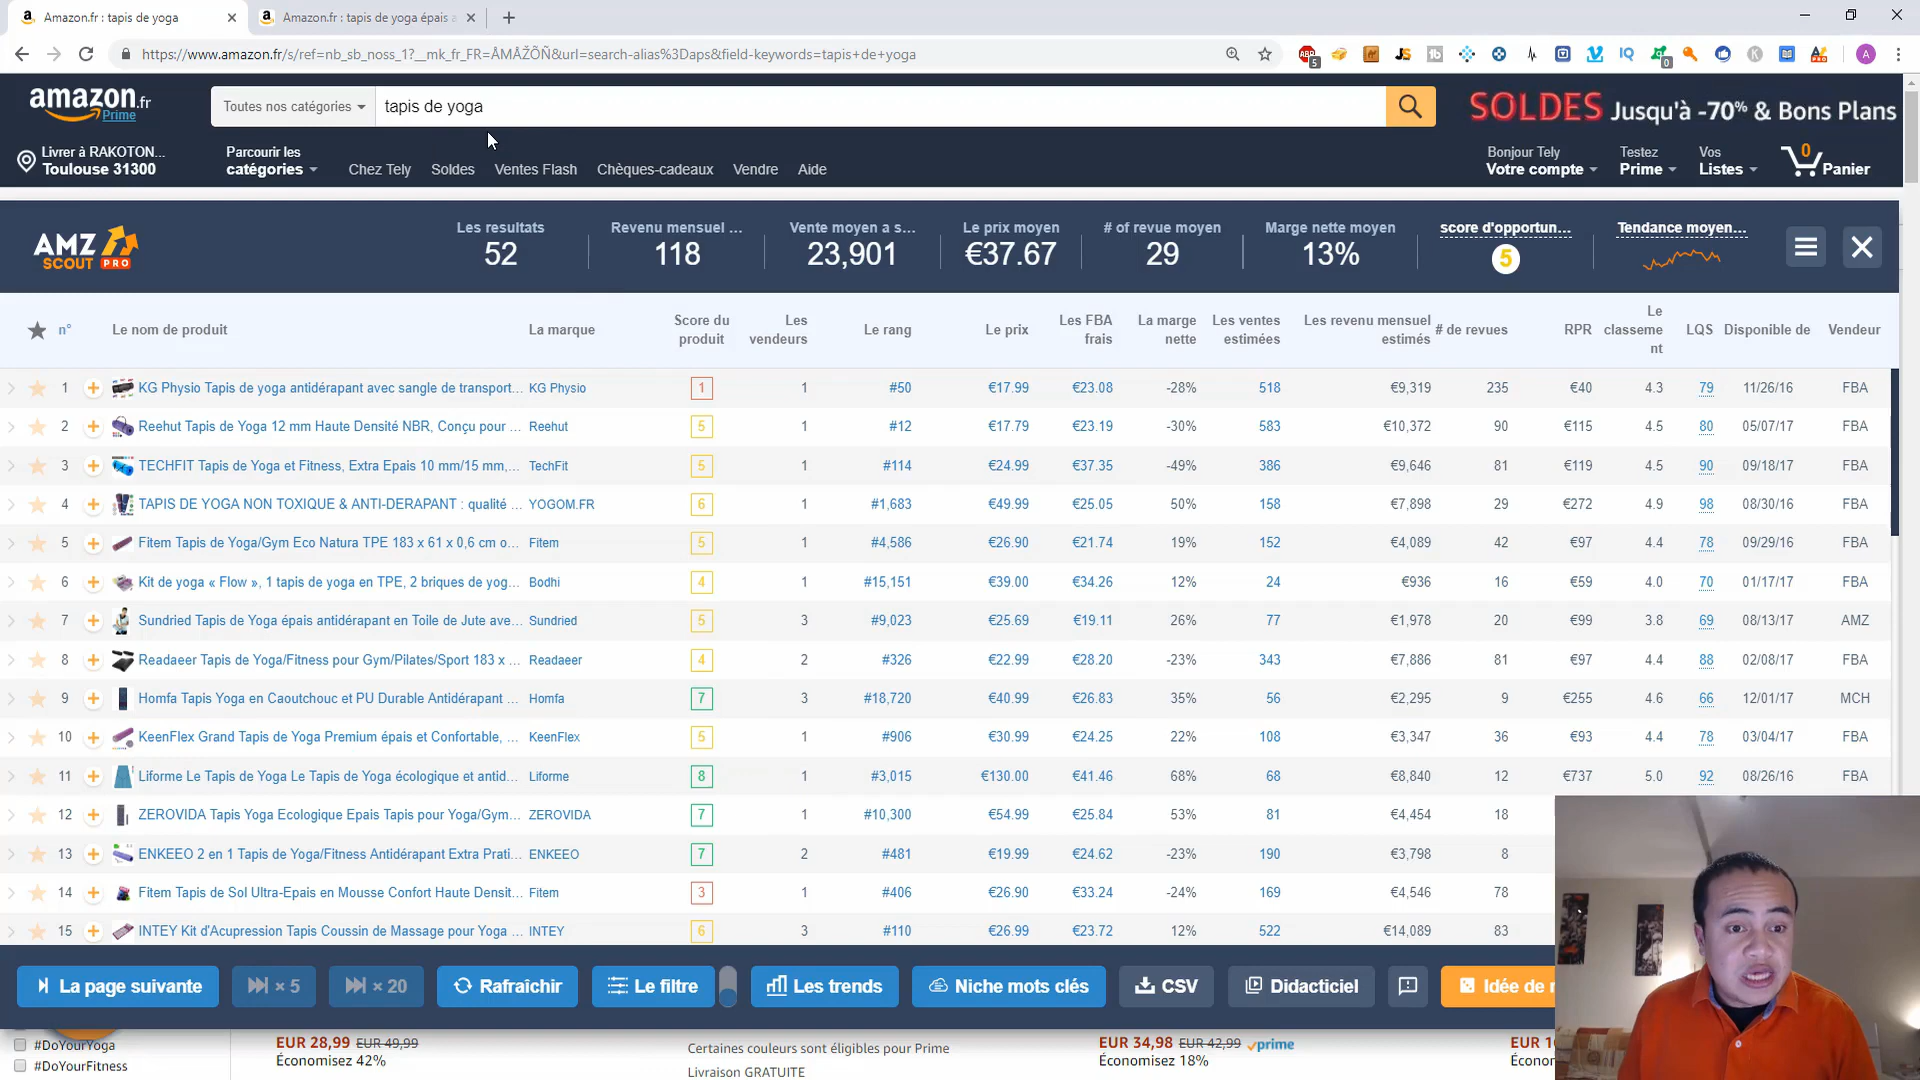 Amazon.fr : tapis de yoga
Amazon.fr : tapis de yoga épais a
https://www.amazon.fr/s/ref=nb_sb_noss_1?__mk_fr_FR=ÅMÅŽÕÑ&url=search-alias%3Daps&field-keywords=tapis+de+yoga
amazon.fr
Prime
Toutes nos catégories
tapis de yoga
SOLDES Jusqu'à -70% & Bons Plans
Livrer à RAKOTON...
Toulouse 31300
Parcourir les
catégories
Chez Tely
Soldes
Ventes Flash
Chèques-cadeaux
Vendre
Aide
Bonjour Tely
Votre compte
Testez
Prime
Vos
Listes
0
Panier
AMZ
SCOUT PRO
Les resultats
52
Revenu mensuel ...
118
Vente moyen a s...
23,901
Le prix moyen
€37.67
# of revue moyen
29
Marge nette moyen
13%
score d'opportun...
5
Tendance moyen...
n° Le nom de produit La marque Score du produit Les vendeurs Le rang Le prix Les FBA frais La marge nette Les ventes estimées Les revenu mensuel estimés # de revues RPR Le classeme nt LQS Disponible de Vendeur
1 KG Physio Tapis de yoga antidérapant avec sangle de transport... KG Physio 1 1 #50 €17.99 €23.08 -28% 518 €9,319 235 €40 4.3 79 11/26/16 FBA
2 Reehut Tapis de Yoga 12 mm Haute Densité NBR, Conçu pour ... Reehut 5 1 #12 €17.79 €23.19 -30% 583 €10,372 90 €115 4.5 80 05/07/17 FBA
3 TECHFIT Tapis de Yoga et Fitness, Extra Epais 10 mm/15 mm,... TechFit 5 1 #114 €24.99 €37.35 -49% 386 €9,646 81 €119 4.5 90 09/18/17 FBA
4 TAPIS DE YOGA NON TOXIQUE & ANTI-DERAPANT : qualité ... YOGOM.FR 6 1 #1,683 €49.99 €25.05 50% 158 €7,898 29 €272 4.9 98 08/30/16 FBA
5 Fitem Tapis de Yoga/Gym Eco Natura TPE 183 x 61 x 0,6 cm o... Fitem 5 1 #4,586 €26.90 €21.74 19% 152 €4,089 42 €97 4.4 78 09/29/16 FBA
6 Kit de yoga « Flow », 1 tapis de yoga en TPE, 2 briques de yog... Bodhi 4 1 #15,151 €39.00 €34.26 12% 24 €936 16 €59 4.0 70 01/17/17 FBA
7 Sundried Tapis de Yoga épais antidérapant en Toile de Jute ave... Sundried 5 3 #9,023 €25.69 €19.11 26% 77 €1,978 20 €99 3.8 69 08/13/17 AMZ
8 Readaeer Tapis de Yoga/Fitness pour Gym/Pilates/Sport 183 x ... Readaeer 4 2 #326 €22.99 €28.20 -23% 343 €7,886 81 €97 4.4 88 02/08/17 FBA
9 Homfa Tapis Yoga en Caoutchouc et PU Durable Antidérapant ... Homfa 7 3 #18,720 €40.99 €26.83 35% 56 €2,295 9 €255 4.6 66 12/01/17 MCH
10 KeenFlex Grand Tapis de Yoga Premium épais et Confortable, ... KeenFlex 5 1 #906 €30.99 €24.25 22% 108 €3,347 36 €93 4.4 78 03/04/17 FBA
11 Liforme Le Tapis de Yoga Le Tapis de Yoga écologique et antid... Liforme 8 1 #3,015 €130.00 €41.46 68% 68 €8,840 12 €737 5.0 92 08/26/16 FBA
12 ZEROVIDA Tapis Yoga Ecologique Epais Tapis pour Yoga/Gym... ZEROVIDA 7 1 #10,300 €54.99 €25.84 53% 81 €4,454 18
13 ENKEEO 2 en 1 Tapis de Yoga/Fitness Antidérapant Extra Prati... ENKEEO 7 2 #481 €19.99 €24.62 -23% 190 €3,798 8
14 Fitem Tapis de Sol Ultra-Epais en Mousse Confort Haute Densit... Fitem 3 1 #406 €26.90 €33.24 -24% 169 €4,546 78
15 INTEY Kit d'Acupression Tapis Coussin de Massage pour Yoga ... INTEY 6 3 #110 €26.99 €23.72 12% 522 €14,089 83
La page suivante
× 5
× 20
Rafraîchir
Le filtre
Les trends
Niche mots clés
CSV
Didacticiel
Idée de
#DoYourYoga
#DoYourFitness
EUR 28,99 EUR 49,99
Économisez 42%
Certaines couleurs sont éligibles pour Prime
Livraison GRATUITE
EUR 34,98 EUR 42,99 prime
Économisez 18%
EUR
Écono